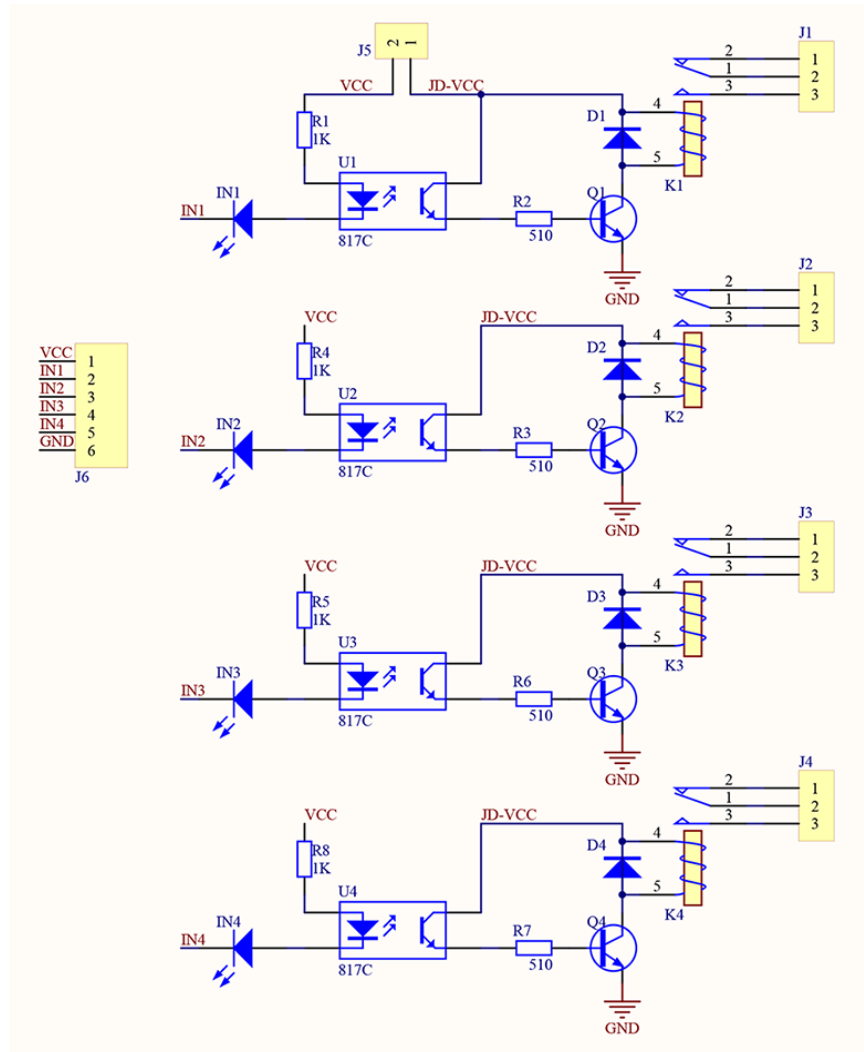 J5
2 1
VCC JD-VCC
R1
1K
U1
817C
IN1
IN1
R2
510
D1
Q1
GND
4
5
K1
J1
2 1
1 2
3 3
VCC
R4
1K
U2
817C
IN2
IN2
JD-VCC
R3
510
D2
Q2
GND
4
5
K2
J2
2 1
1 2
3 3
VCC 1
IN1 2
IN2 3
IN3 4
IN4 5
GND 6
J6
VCC
R5
1K
U3
817C
IN3
IN3
JD-VCC
R6
510
D3
Q3
GND
4
5
K3
J3
2 1
1 2
3 3
VCC
R8
1K
U4
817C
IN4
IN4
JD-VCC
R7
510
D4
Q4
GND
4
5
K4
J4
2 1
1 2
3 3